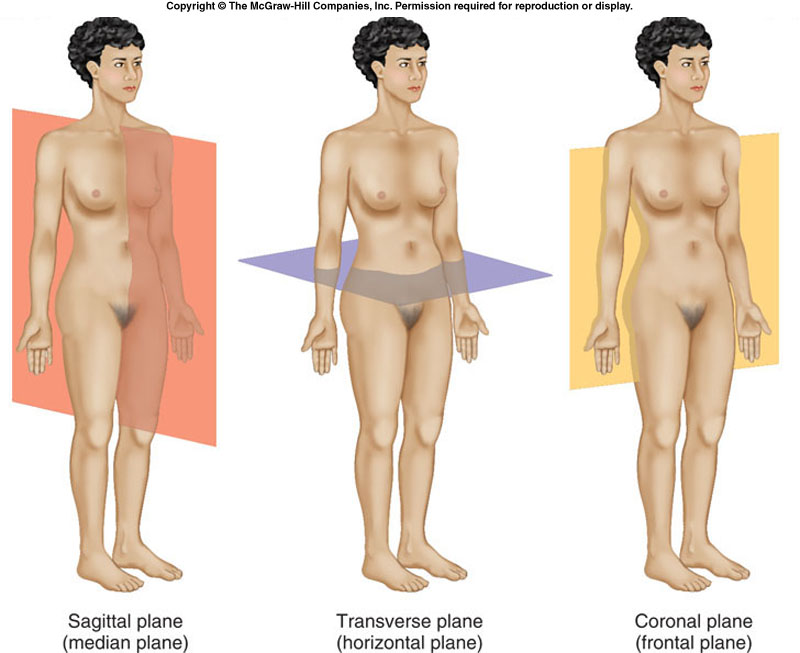 Copyright © The McGraw-Hill Companies, Inc. Permission required for reproduction or display.
Sagittal plane
(median plane)
Transverse plane
(horizontal plane)
Coronal plane
(frontal plane)